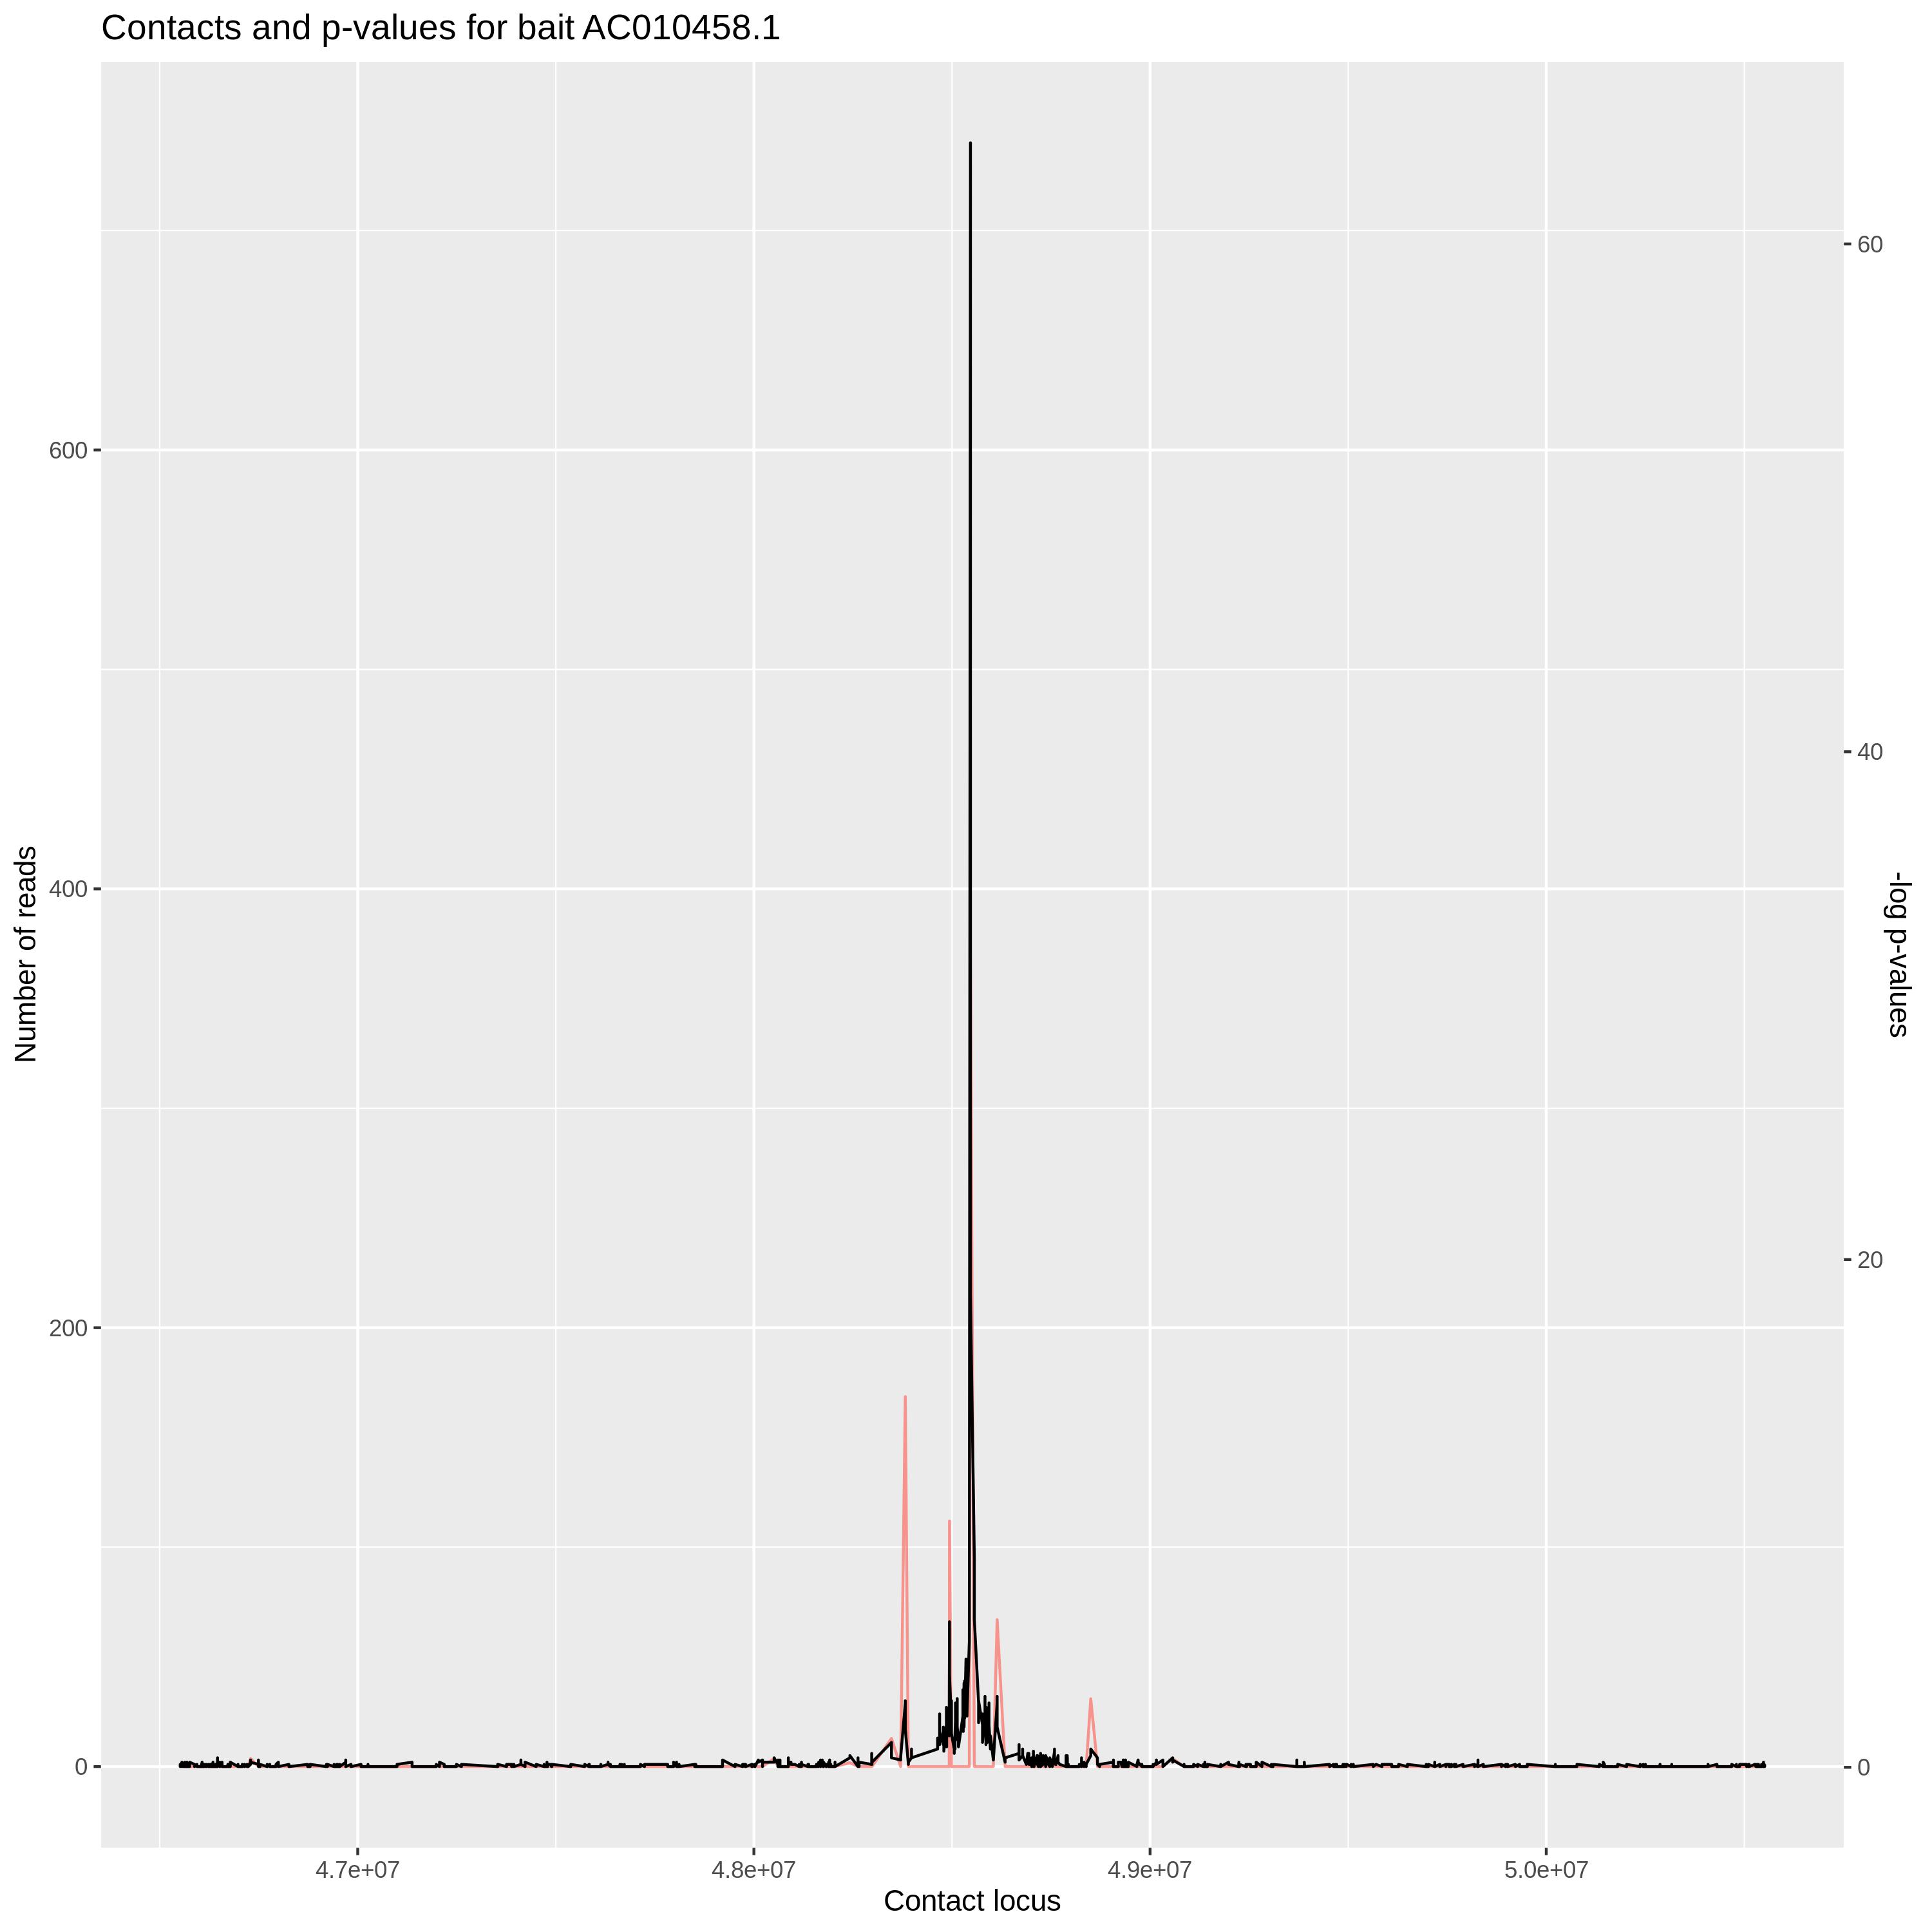 Contacts and p-values for bait AC010458.1
600
400
200
0
Number of reads
60
40
20
0
-log p-values
4.7e+07
4.8e+07
4.9e+07
5.0e+07
Contact locus